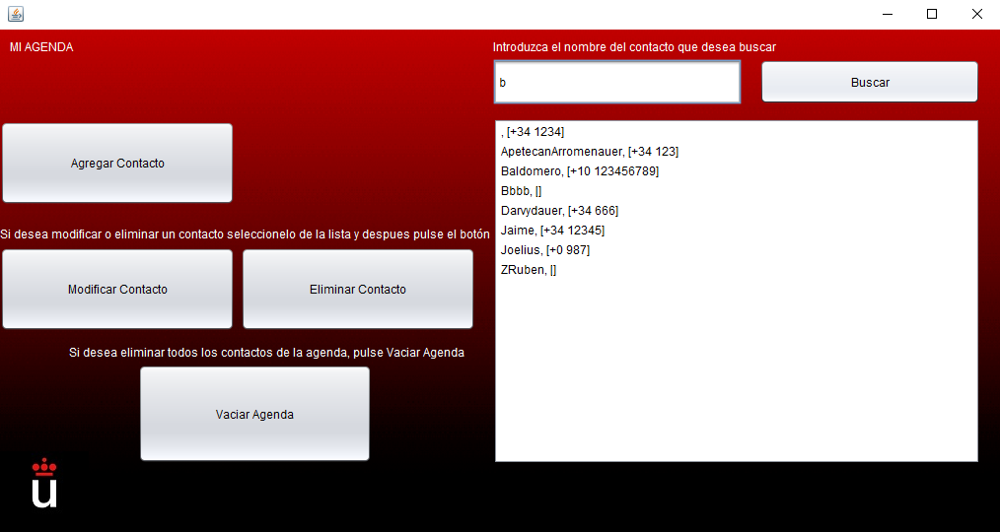 MI AGENDA
Introduzca el nombre del contacto que desea buscar
b
Buscar
, [+34 1234]
ApetecanArromenauer, [+34 123]
Baldomero, [+10 123456789]
Bbbb, []
Darvydauer, [+34 666]
Jaime, [+34 12345]
Joelius, [+0 987]
ZRuben, []
Agregar Contacto
Si desea modificar o eliminar un contacto seleccionelo de la lista y despues pulse el botón
Modificar Contacto
Eliminar Contacto
Si desea eliminar todos los contactos de la agenda, pulse Vaciar Agenda
Vaciar Agenda
u